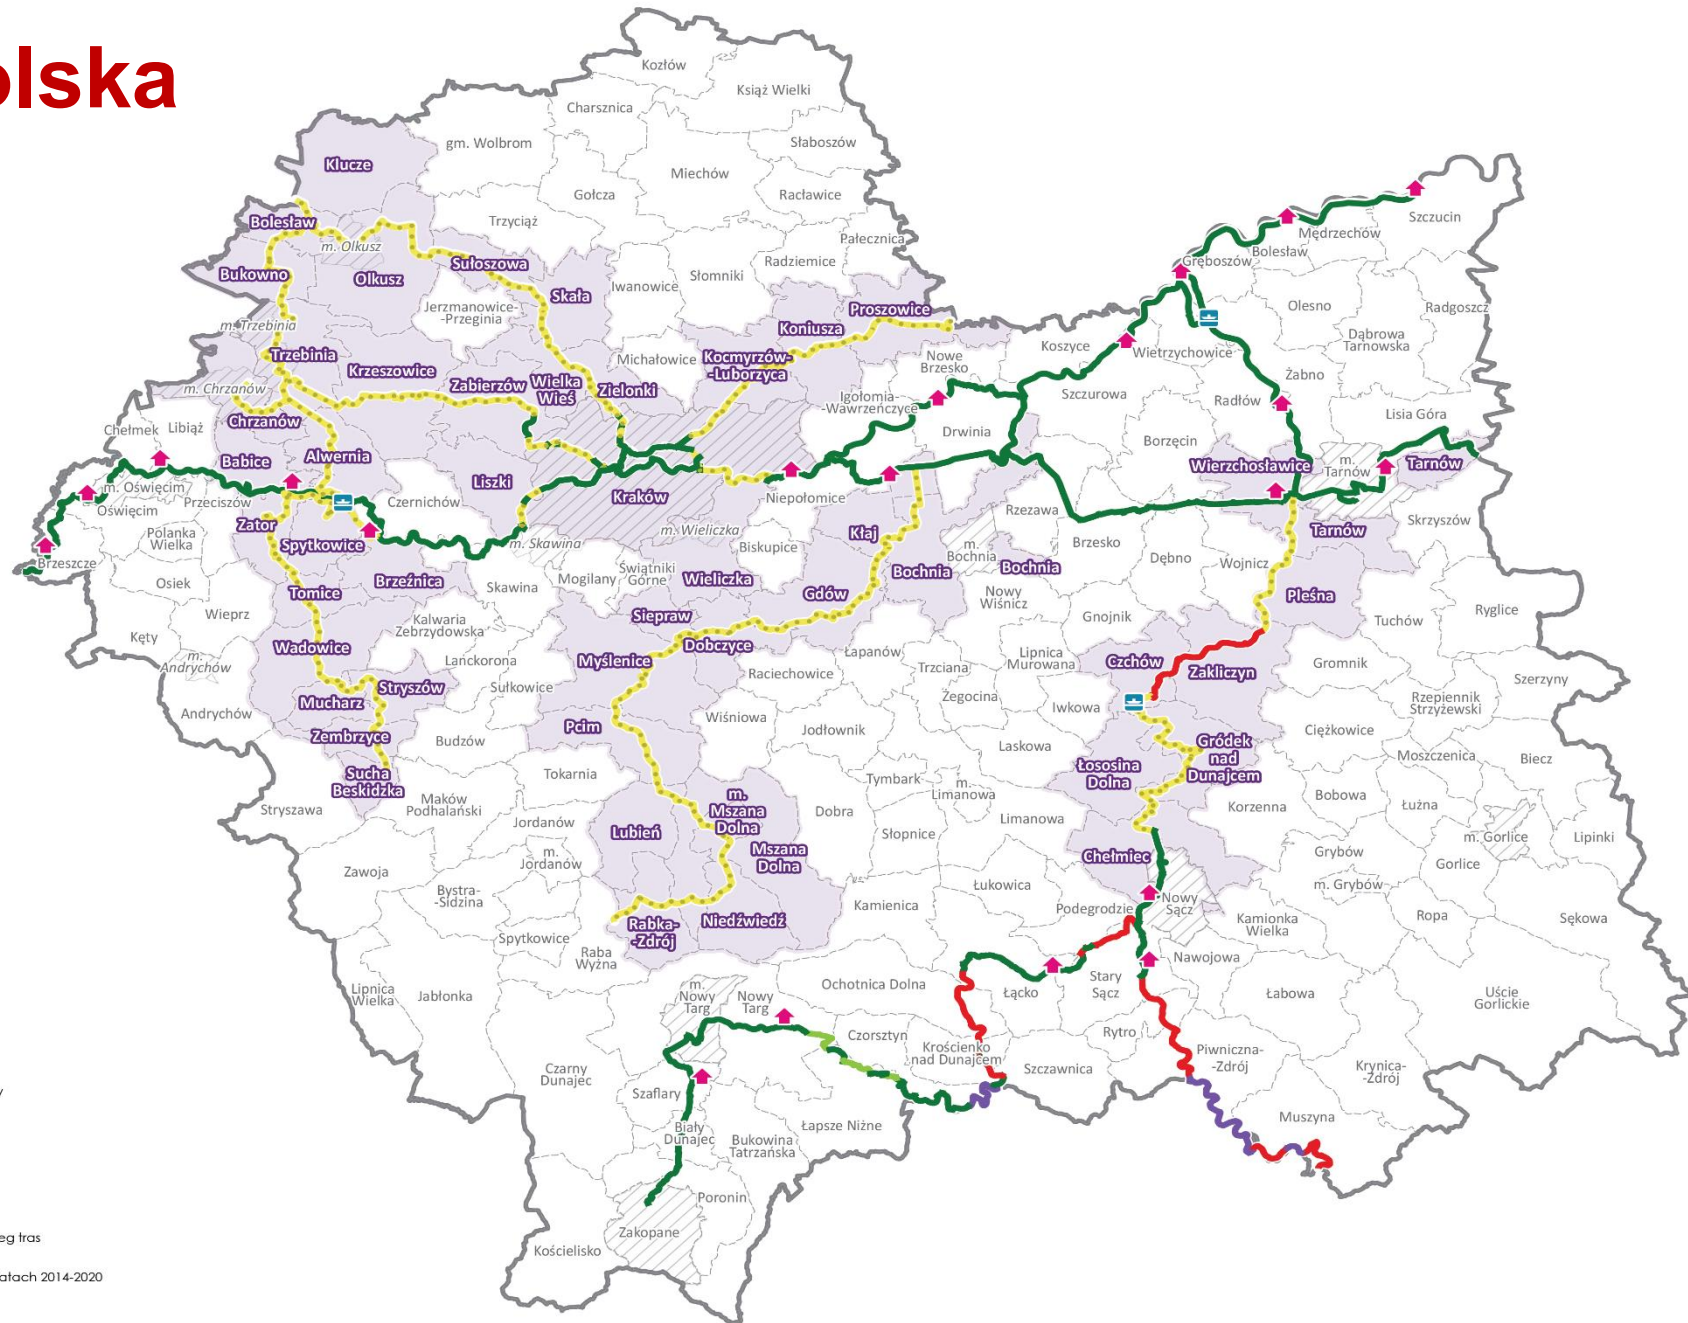 olska
Kozłów
Książ Wielki
Charsznica
gm. Wolbrom
Słaboszów
Klucze
Miechów
Gołcza
Racławice
Trzyciąż
Szczucin
Bolesław
Mędrzechów
m. Olkusz
Pałecznica
Bolesław
Radziemice
Gręboszów
Sułoszowa
Bukowno
Olkusz
Słomniki
Iwanowice
Skała
Olesno
Radgoszcz
Jerzmanowice-
-Przeginia
Proszowice
Koniusza
m. Trzebinia
Dąbrowa
Tarnowska
Koszyce
Wietrzychowice
Trzebinia
Michałowice
Kocmyrzów-
-Luborzyca
Nowe
Brzesko
Krzeszowice
Zabierzów
Wielka
Wieś
Zielonki
Żabno
m. Chrzanów
Igołomia
-Wawrzeńczyce
Szczurowa
Radłów
Lisia Góra
Chrzanów
Chełmek
Libiąż
Drwinia
Borzęcin
Babice
Alwernia
Wierzchosławice
m.
Tarnów
Tarnów
m. Oświęcim
Liszki
Kraków
Niepołomice
Oświęcim
Przeciszów
Czernichów
Rzezawa
Zator
Skrzyszów
Tarnów
m. Wieliczka
Kłaj
Polanka
Wielka
Spytkowice
m. Skawina
Biskupice
m.
Bochnia
Brzesko
Dębno
Wojnicz
Brzeszcze
Bochnia
Bochnia
Osiek
Brzeźnica
Skawina
Mogilany
Świątniki
Górne
Wieliczka
Tomice
Gdów
Nowy
Wiśnicz
Pleśna
Wieprz
Siepraw
Gnojnik
Ryglice
Kalwaria
Zebrzydowska
Tuchów
Kęty
Wadowice
Dobczyce
Łapanów
Lipnica
Murowana
m.
Andrychów
Lanckorona
Myślenice
Trzciana
Czchów
Zakliczyn
Gromnik
Raciechowice
Szerzyny
Stryszów
Sułkowice
Żegocina
Mucharz
Iwkowa
Rzepiennik
Strzyżewski
Andrychów
Wiśniowa
Pcim
Jodłownik
Ciężkowice
Zembrzyce
Budzów
Laskowa
Gródek
nad
Dunajcem
Moszczenica
Biecz
Łososina
Dolna
Sucha
Beskidzka
Tokarnia
Tymbark
m.
Limanowa
Bobowa
Łużna
Stryszawa
Maków
Podhalański
m.
Mszana
Dolna
Dobra
Korzenna
Jordanów
Limanowa
Lubień
Słopnice
m. Gorlice
Lipinki
m.
Jordanów
Mszana
Dolna
Chełmiec
Grybów
Gorlice
Zawoja
Łukowica
m. Grybów
Bystra-
-Sidzina
Kamienica
Podegrodzie
Nowy
Sącz
Ropa
Sękowa
Rabka-
-Zdrój
Niedźwiedź
Kamionka
Wielka
Spytkowice
Raba
Wyżna
Nawojowa
Lipnica
Wielka
Jabłonka
m.
Nowy
Targ
Nowy
Targ
Ochotnica Dolna
Łącko
Stary
Sącz
Łabowa
Uście
Gorlickie
Czorsztyn
Rytro
Krościenko
nad Dunajcem
Piwniczna-
-Zdrój
Czarny
Dunajec
Szczawnica
Krynica-
-Zdrój
Szaflary
Muszyna
Biały
Dunajec
Łapsze Niżne
Bukowina
Tatrzańska
Poronin
Zakopane
eg tras
Kościelisko
atach 2014-2020